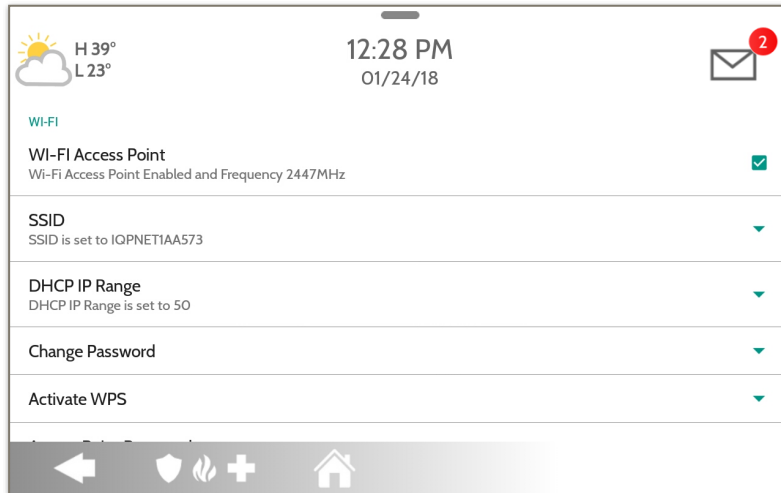 H 39°
L 23°
12:28 PM
01/24/18
2
WI-FI
WI-FI Access Point
Wi-Fi Access Point Enabled and Frequency 2447MHz
SSID
SSID is set to IQPNET1AA573
DHCP IP Range
DHCP IP Range is set to 50
Change Password
Activate WPS